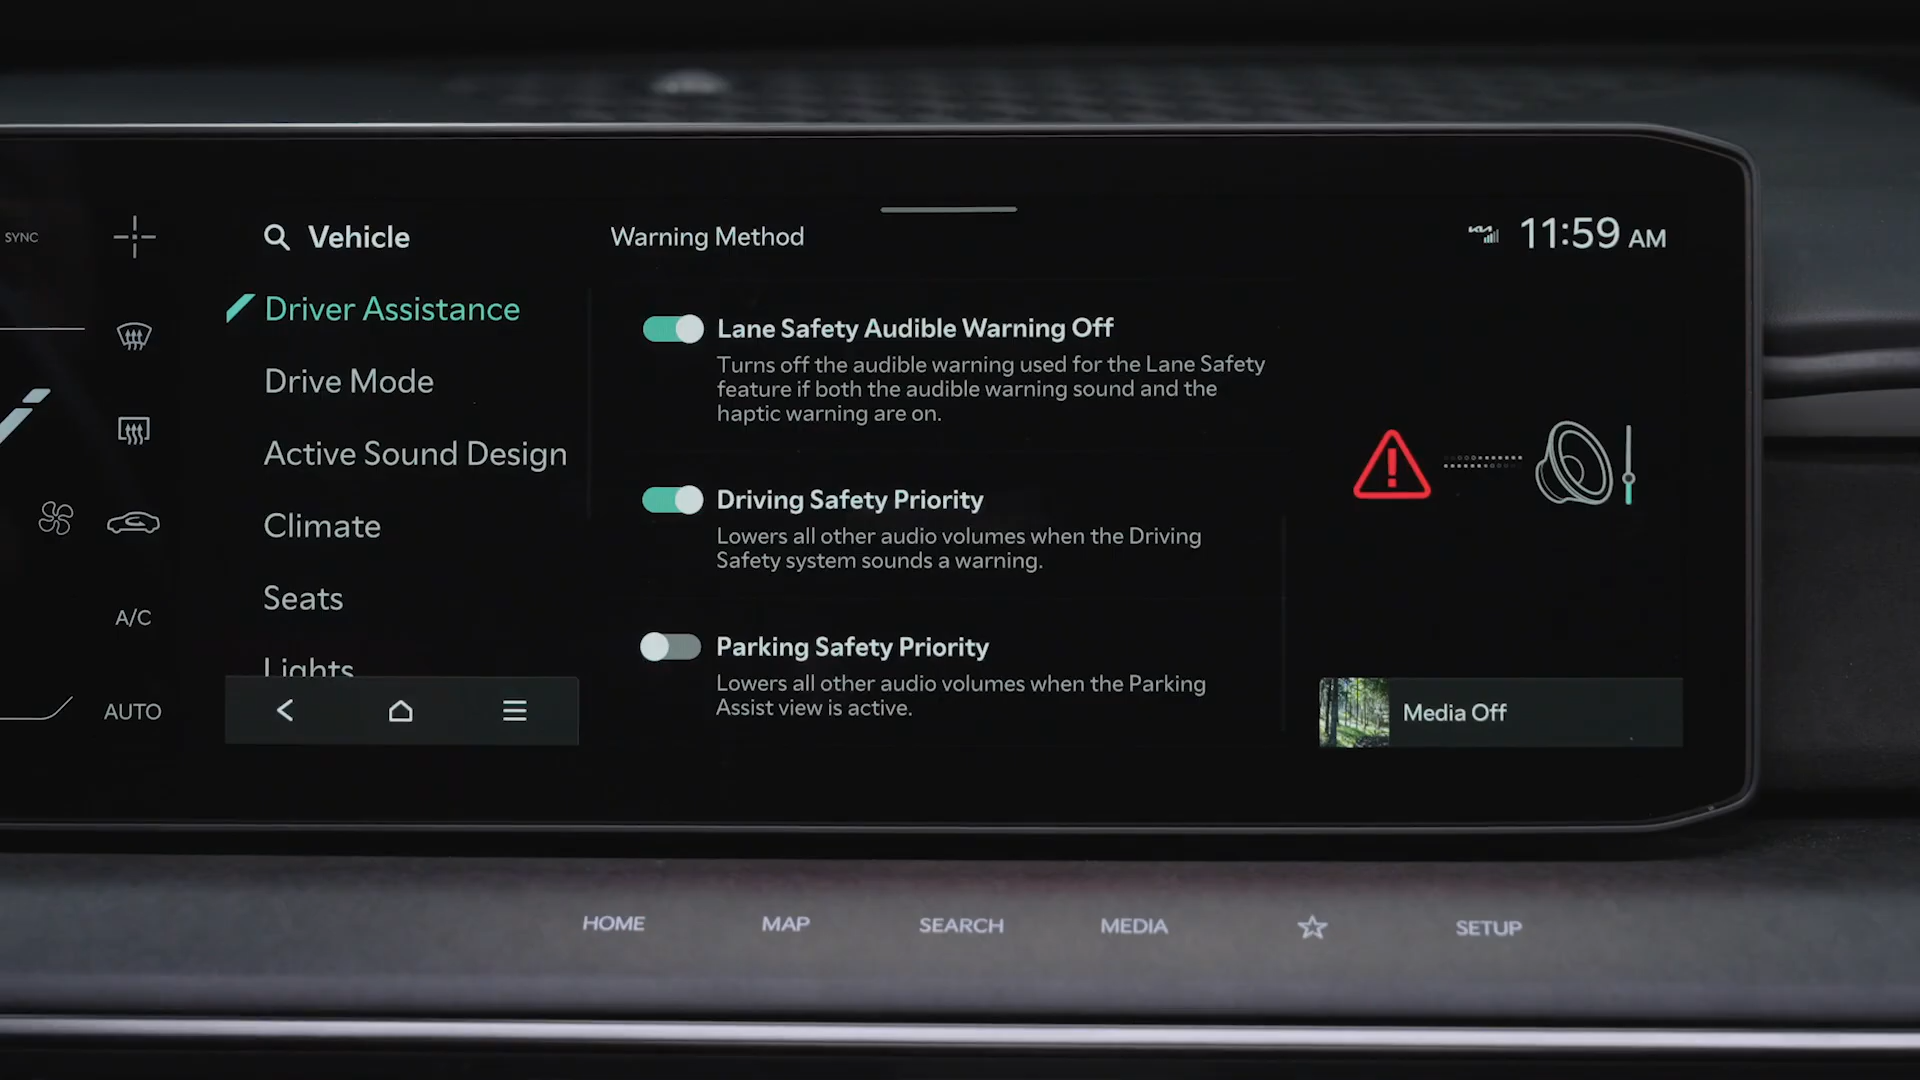 SYNC
A/C
AUTO
Vehicle
Driver Assistance
Drive Mode
Active Sound Design
Climate
Seats
Lights
Warning Method
KIA
11:59 AM
Lane Safety Audible Warning Off
Turns off the audible warning used for the Lane Safety
feature if both the audible warning sound and the
haptic warning are on.
Driving Safety Priority
Lowers all other audio volumes when the Driving
Safety system sounds a warning.
Parking Safety Priority
Lowers all other audio volumes when the Parking
Assist view is active.
Media Off
HOME MAP SEARCH MEDIA SETUP